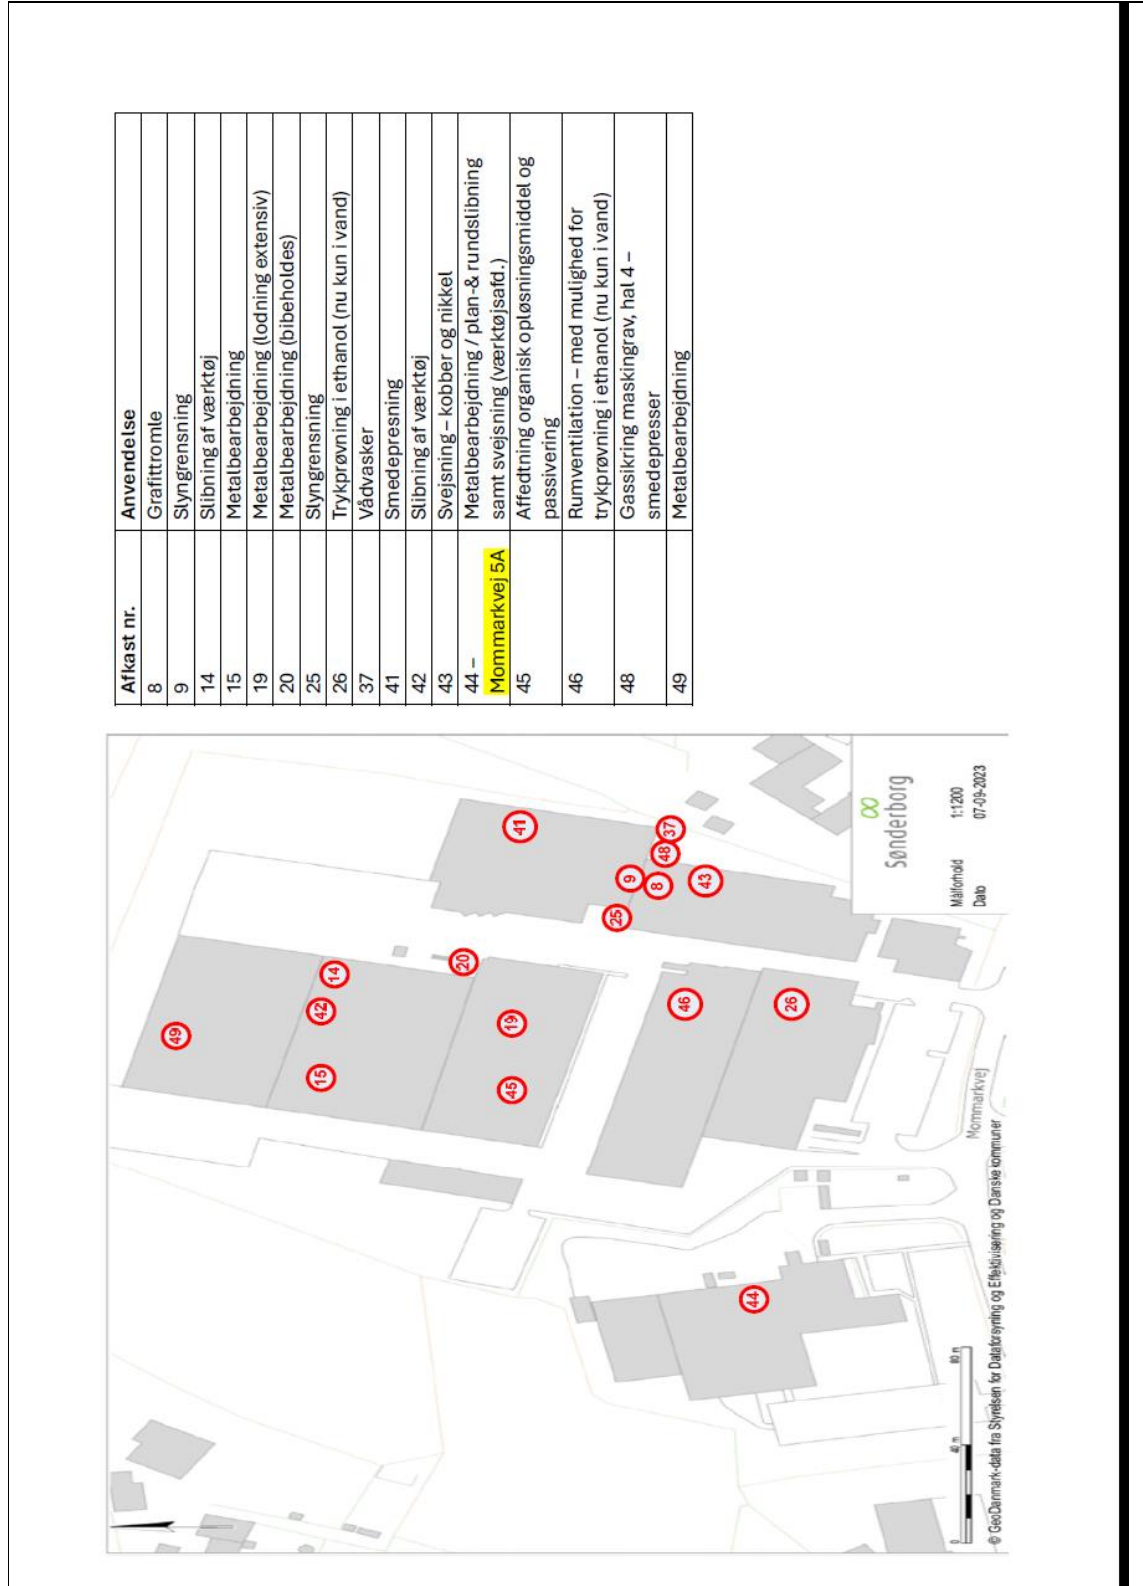 Afkast nr. Anvendelse
8 Grafittromle
9 Slyngrensning
14 Slibning af værktøj
15 Metalbearbejdning
19 Metalbearbejdning (lodning extensiv)
20 Metalbearbejdning (bibeholdes)
25 Slyngrensning
26 Trykprøvning i ethanol (nu kun i vand)
37 Vådvasker
41 Smedepresning
42 Slibning af værktøj
43 Svejsning – kobber og nikkel
44 – Metalbearbejdning / plan-& rundslibning
Mommarkvej 5A samt svejsning (værktøjsafd.)
45 Affedtning organisk opløsningsmiddel og
passivering
46 Rumventilation – med mulighed for
trykprøvning i ethanol (nu kun i vand)
48 Gassikring maskingrav, hal 4 –
smedepresser
49 Metalbearbejdning
49
15
42
14
20
45
19
41
25
9
8
48
37
43
46
26
44
Mommarkvej
Sønderborg
Målforhold 1:1200
Dato 07-09-2023
0 40 m 80 m
© GeoDanmark-data fra Styrelsen for Dataforsyning og Effektivisering og Danske kommuner